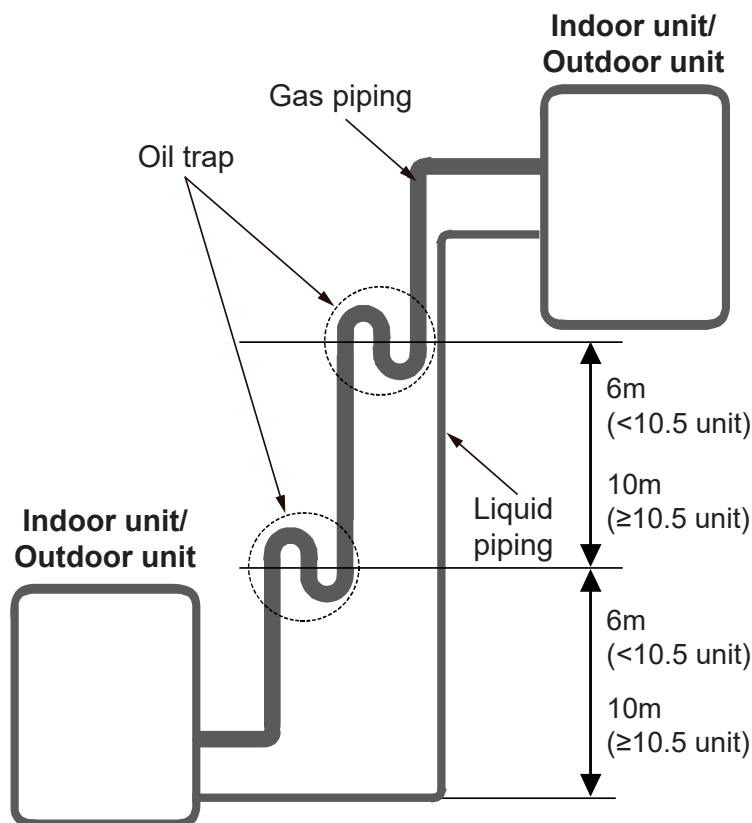 Indoor unit/
Outdoor unit
Gas piping
Oil trap
6m
(<10.5 unit)
10m
(≥10.5 unit)
Liquid
piping
Indoor unit/
Outdoor unit
6m
(<10.5 unit)
10m
(≥10.5 unit)